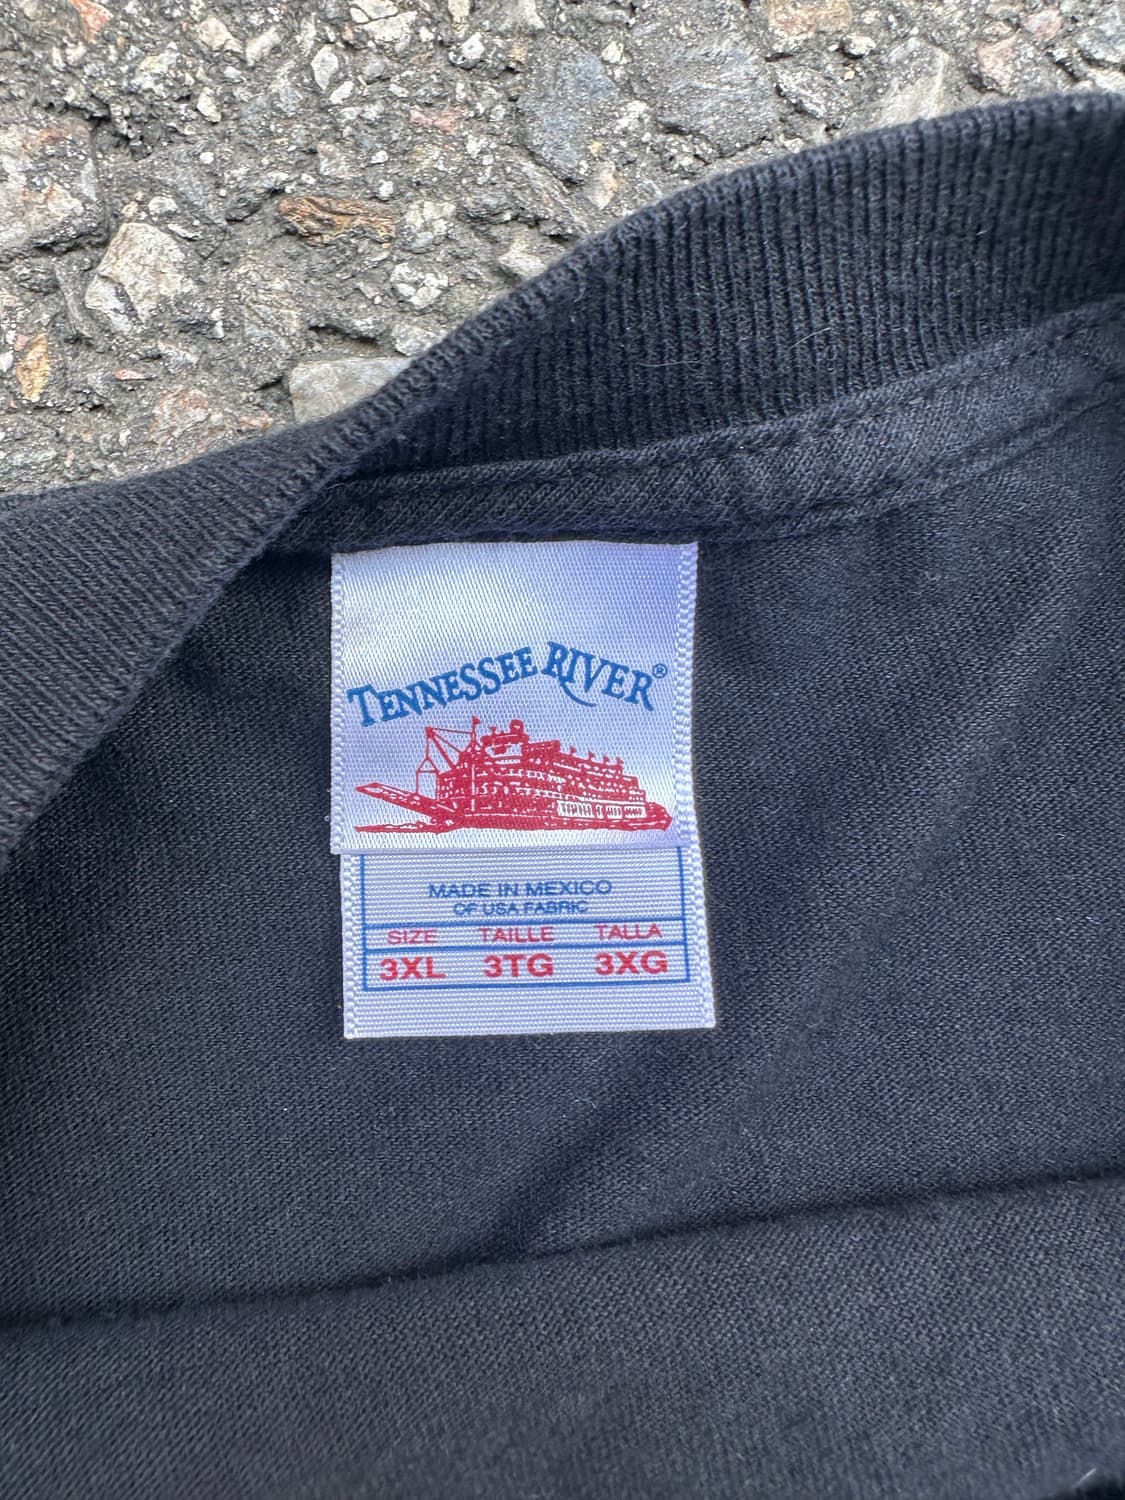 TENNESSEE RIVER®
MADE IN MEXICO
OF USA FABRIC
SIZE TAILLE TALLA
3XL 3TG 3XG